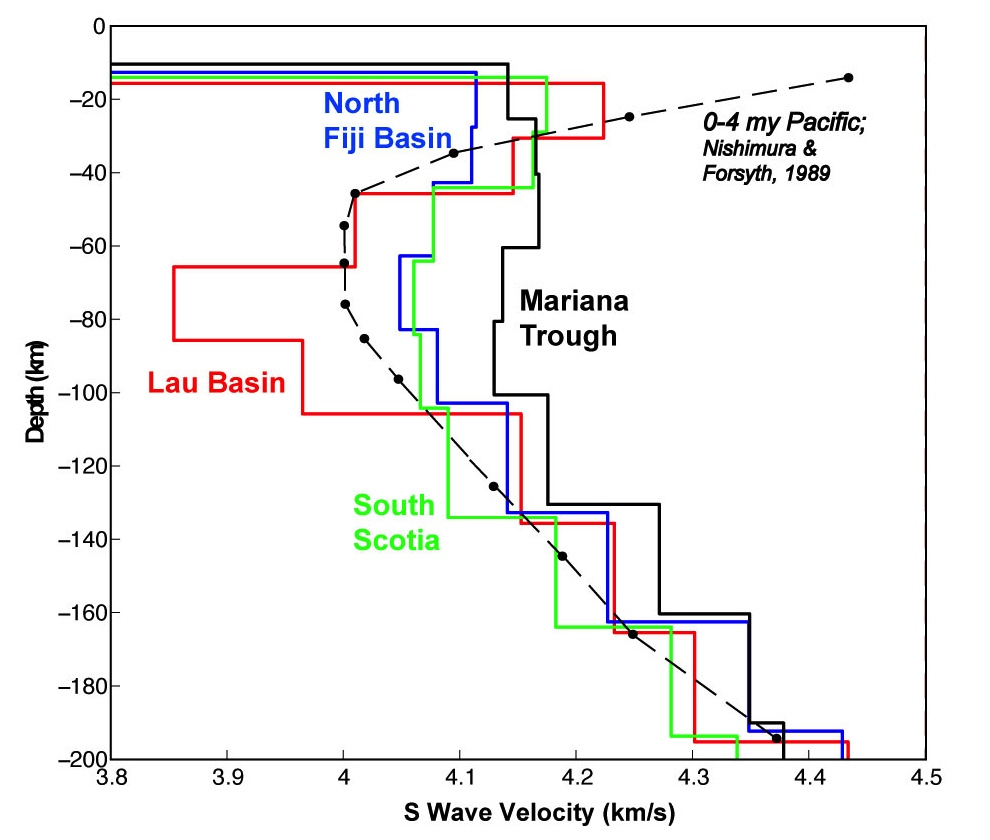 0
−20
−40
−60
−80
−100
−120
−140
−160
−180
−200
Depth (km)
North
Fiji Basin
0-4 my Pacific;
Nishimura &
Forsyth, 1989
Mariana
Trough
Lau Basin
South
Scotia
3.8
3.9
4
4.1
4.2
4.3
4.4
4.5
S Wave Velocity (km/s)